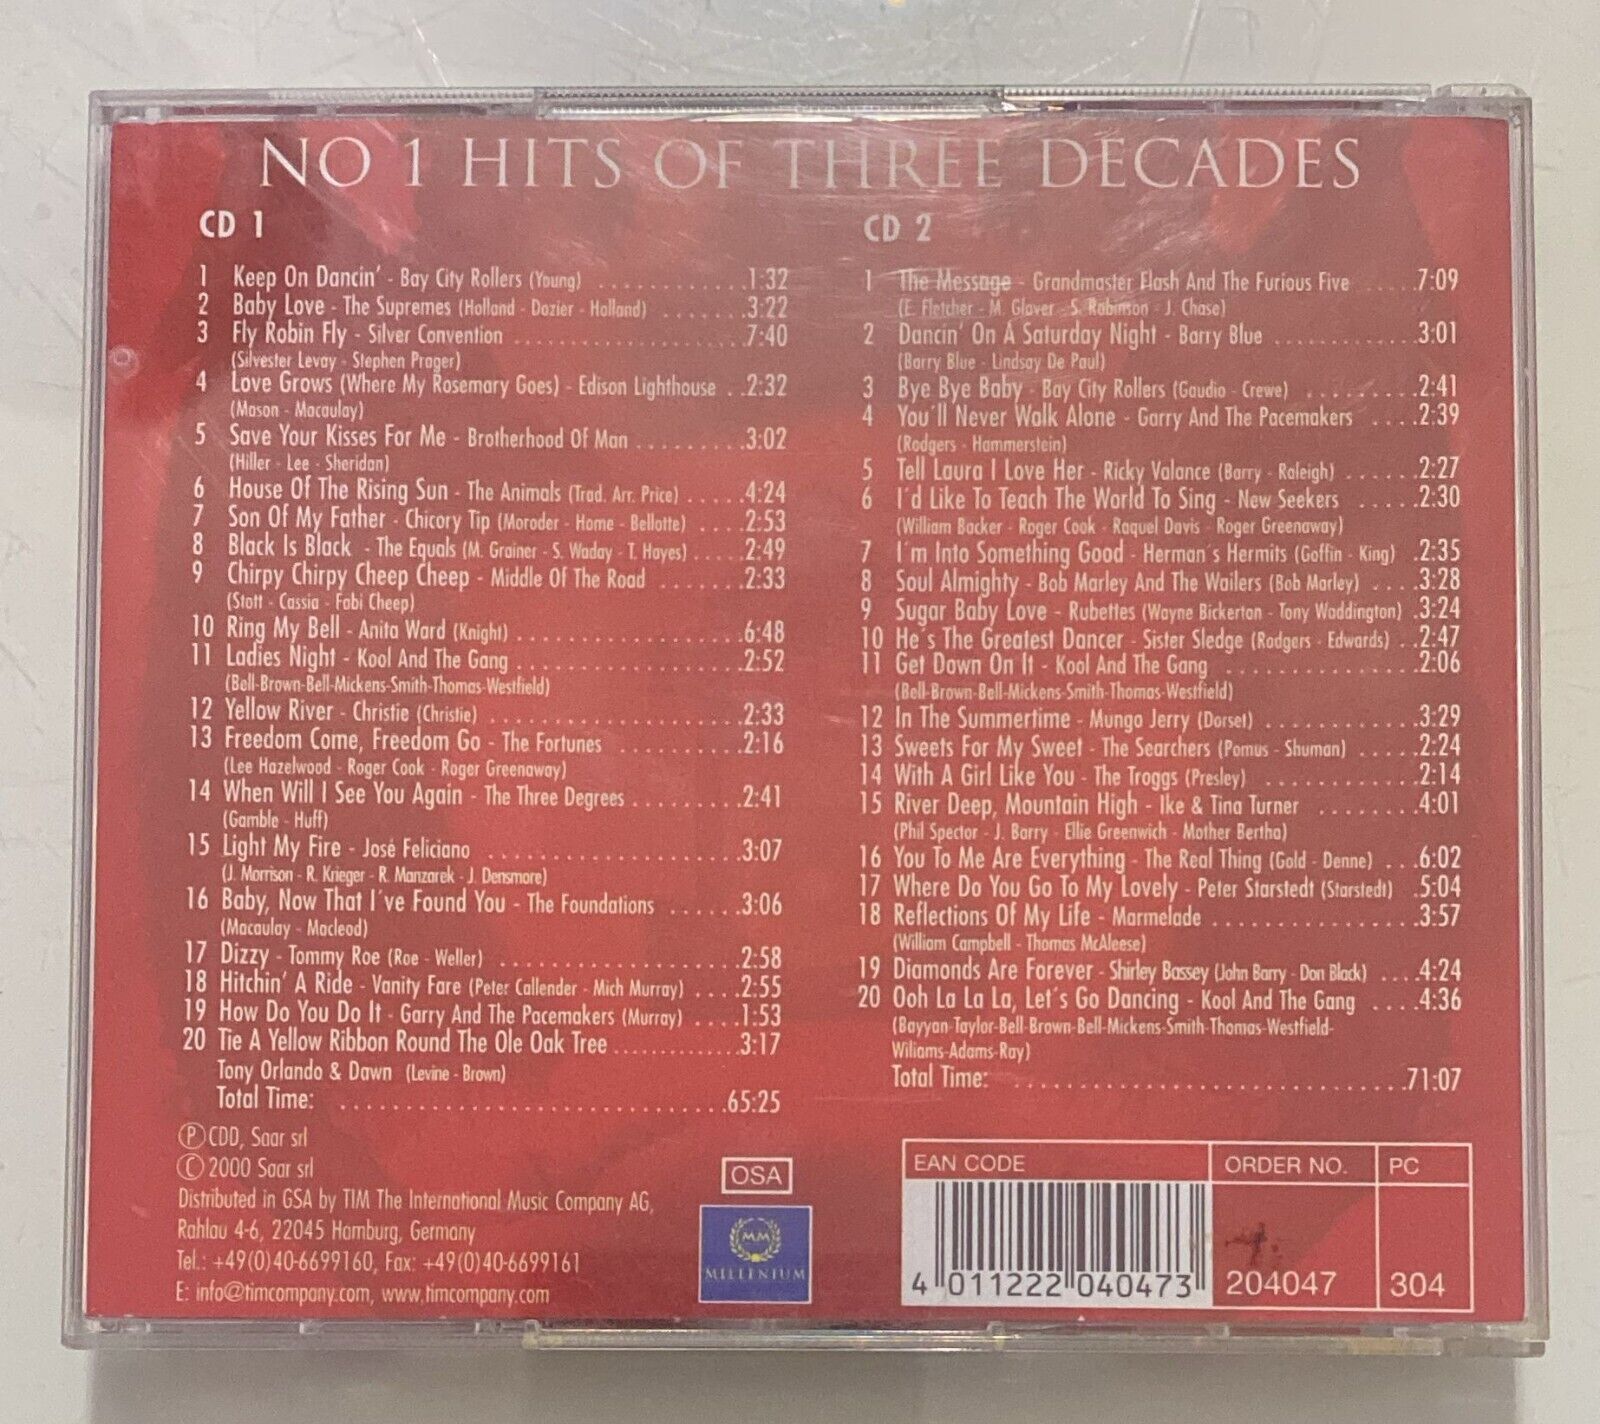 NO 1 HITS OF THREE DECADES
CD 1
1 Keep On Dancin' - Bay City Rollers (Young) ..........1:32
2 Baby Love - The Supremes (Holland - Dozier - Holland) .......3:22
3 Fly Robin Fly - Silver Convention ...................7:40
(Silvester Levay - Stephen Prager)
4 Love Grows (Where My Rosemary Goes) - Edison Lighthouse ..2:32
(Mason - Macaulay)
5 Save Your Kisses For Me - Brotherhood Of Man .........3:02
(Hiller - Lee - Sheridan)
6 House Of The Rising Sun - The Animals (Trad. Arr. Price) .....4:24
7 Son Of My Father - Chicory Tip (Moroder - Home - Bellotte) ....2:53
8 Black Is Black - The Equals (M. Grainer - S. Waday - T. Hayes) .....2:49
9 Chirpy Chirpy Cheep Cheep - Middle Of The Road .......2:33
(Stott - Cassia - Fabi Cheep)
10 Ring My Bell - Anita Ward (Knight) ...................6:48
11 Ladies Night - Kool And The Gang ...................2:52
(Bell-Brown-Bell-Mickens-Smith-Thomas-Westfield)
12 Yellow River - Christie (Christie) .....................2:33
13 Freedom Come, Freedom Go - The Fortunes ..........2:16
(Lee Hazelwood - Roger Cook - Roger Greenaway)
14 When Will I See You Again - The Three Degrees .........2:41
(Gamble - Huff)
15 Light My Fire - José Feliciano .....................3:07
(J. Morrison - R. Krieger - R. Manzarek - J. Densmore)
16 Baby, Now That I´ve Found You - The Foundations ......3:06
(Macaulay - Macleod)
17 Dizzy - Tommy Roe (Roe - Weller) ....................2:58
18 Hitchin' A Ride - Vanity Fare (Peter Callender - Mich Murray) ....2:55
19 How Do You Do It - Garry And The Pacemakers (Murray) ....1:53
20 Tie A Yellow Ribbon Round The Ole Oak Tree ..........3:17
Tony Orlando & Dawn (Levine - Brown)
Total Time: ..............................65:25
CD 2
1 The Message - Grandmaster Flash And The Furious Five .....7:09
(E. Fletcher - M. Glover - S. Robinson - J. Chase)
2 Dancin' On A Saturday Night - Barry Blue ............3:01
(Barry Blue - Lindsay De Paul)
3 Bye Bye Baby - Bay City Rollers (Gaudio - Crewe) .........2:41
4 You´ll Never Walk Alone - Garry And The Pacemakers ....2:39
(Rodgers - Hammerstein)
5 Tell Laura I Love Her - Ricky Valance (Barry - Raleigh) ......2:27
6 I´d Like To Teach The World To Sing - New Seekers .....2:30
(William Backer - Roger Cook - Raquel Davis - Roger Greenaway)
7 I´m Into Something Good - Herman´s Hermits (Goffin - King) .2:35
8 Soul Almighty - Bob Marley And The Wailers (Bob Marley) ....3:28
9 Sugar Baby Love - Rubettes (Wayne Bickerton - Tony Waddington) .3:24
10 He´s The Greatest Dancer - Sister Sledge (Rodgers - Edwards) ..2:47
11 Get Down On It - Kool And The Gang ................2:06
(Bell-Brown-Bell-Mickens-Smith-Thomas-Westfield)
12 In The Summertime - Mungo Jerry (Dorset) ............3:29
13 Sweets For My Sweet - The Searchers (Pomus - Shuman) .....2:24
14 With A Girl Like You - The Troggs (Presley) ............2:14
15 River Deep, Mountain High - Ike & Tina Turner ........4:01
(Phil Spector - J. Barry - Ellie Greenwich - Mother Bertha)
16 You To Me Are Everything - The Real Thing (Gold - Denne) ...6:02
17 Where Do You Go To My Lovely - Peter Starstedt (Starstedt) .5:04
18 Reflections Of My Life - Marmelade .................3:57
(William Campbell - Thomas McAleese)
19 Diamonds Are Forever - Shirley Bassey (John Barry - Don Black) ....4:24
20 Ooh La La La, Let´s Go Dancing - Kool And The Gang ....4:36
(Bayyan-Taylor-Bell-Brown-Bell-Mickens-Smith-Thomas-Westfield-
Wiliams-Adams-Ray)
Total Time: ................................71:07
Ⓟ CDD, Saar srl
© 2000 Saar srl
Distributed in GSA by TIM The International Music Company AG,
Rahlau 4-6, 22045 Hamburg, Germany
Tel.: +49(0)40-6699160, Fax: +49(0)40-6699161
E: info@timcompany.com, www.timcompany.com
OSA
MM
MILLENIUM
EAN CODE
4 011222 040473
ORDER NO.
204047
PC
304